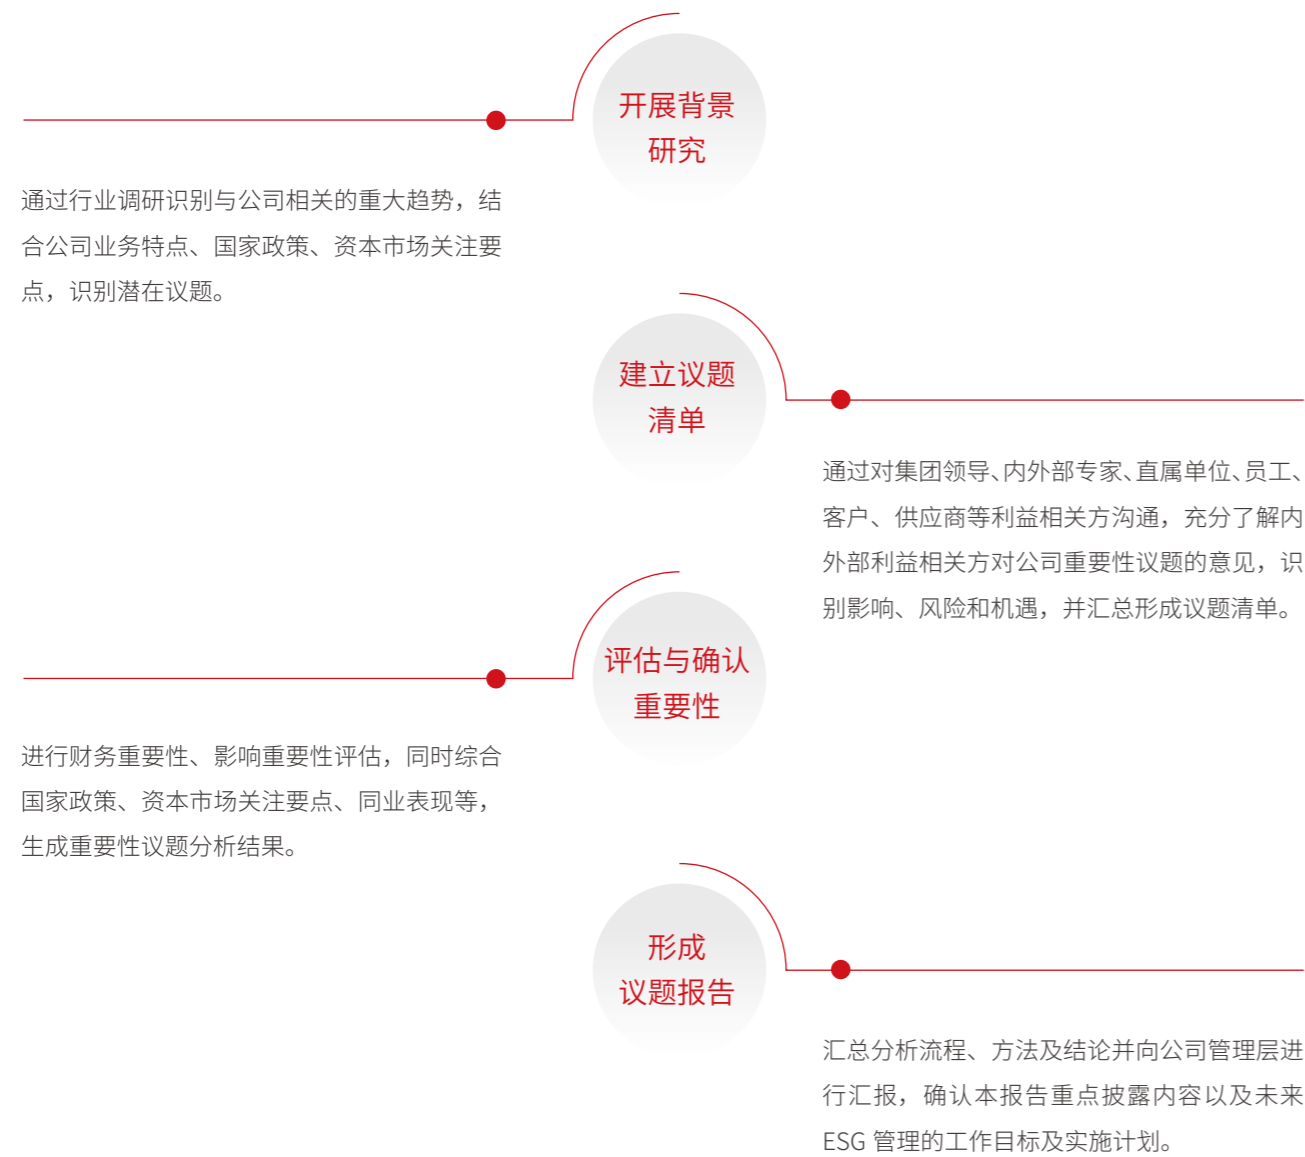 开展背景
研究
通过行业调研识别与公司相关的重大趋势，结
合公司业务特点、国家政策、资本市场关注要
点，识别潜在议题。
建立议题
清单
通过对集团领导、内外部专家、直属单位、员工、
客户、供应商等利益相关方沟通，充分了解内
外部利益相关方对公司重要性议题的意见，识
别影响、风险和机遇，并汇总形成议题清单。
评估与确认
重要性
进行财务重要性、影响重要性评估，同时综合
国家政策、资本市场关注要点、同业表现等，
生成重要性议题分析结果。
形成
议题报告
汇总分析流程、方法及结论并向公司管理层进
行汇报，确认本报告重点披露内容以及未来
ESG 管理的工作目标及实施计划。